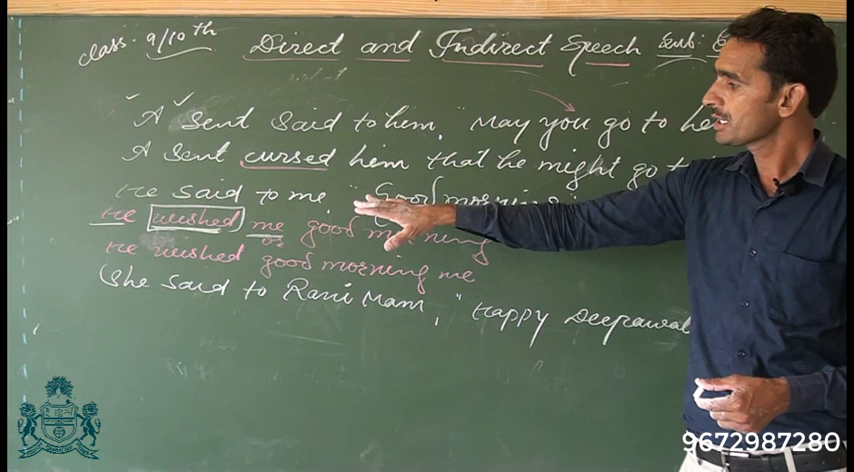 class. 9/10th Direct and Indirect Speech Sub: E
A Sent Said to him, "May you go to he
A Sent cursed him that he might go to
He Said to me, "Good morning
He wished me good morning
He wished good morning me
She Said to Rani Mam, "Happy Deepawal
9672987280